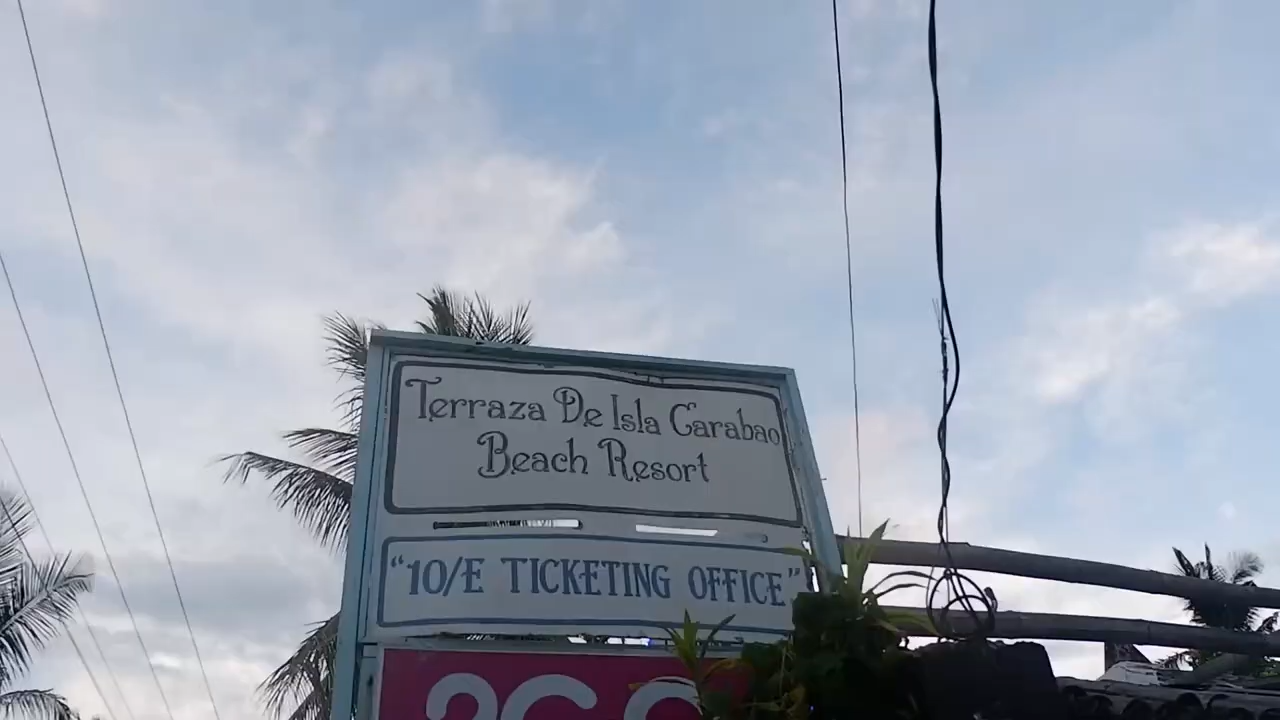 Terraza De Isla Carabao
Beach Resort
"10/E TICKETING OFFICE"